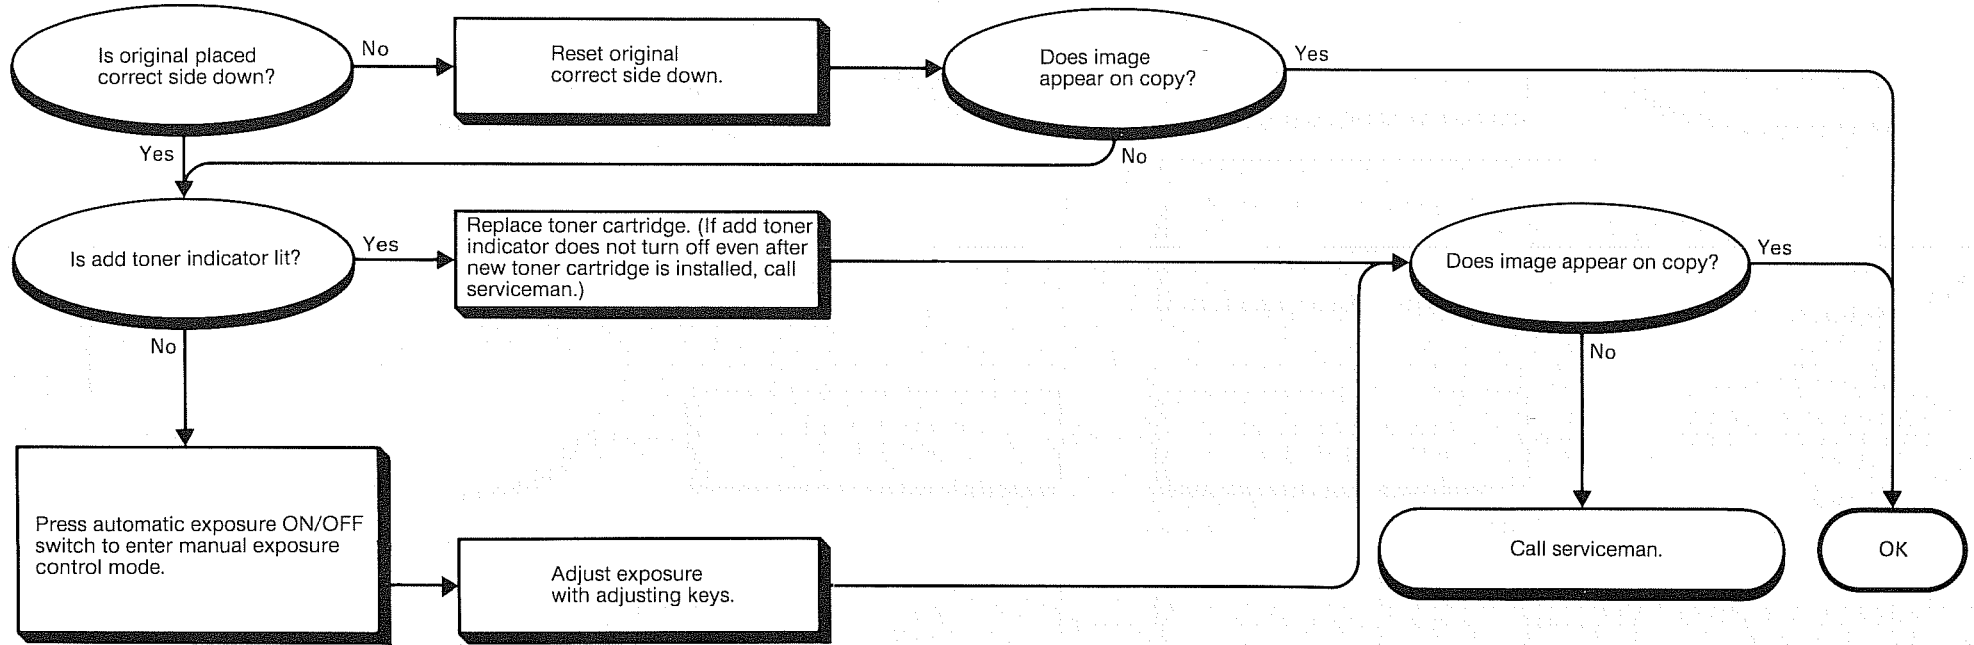 Is original placed
correct side down?
No
Reset original
correct side down.
Does image
appear on copy?
Yes
Yes
No
Is add toner indicator lit?
Yes
Replace toner cartridge. (If add toner
indicator does not turn off even after
new toner cartridge is installed, call
serviceman.)
Does image appear on copy?
Yes
No
No
Press automatic exposure ON/OFF
switch to enter manual exposure
control mode.
Adjust exposure
with adjusting keys.
Call serviceman.
OK